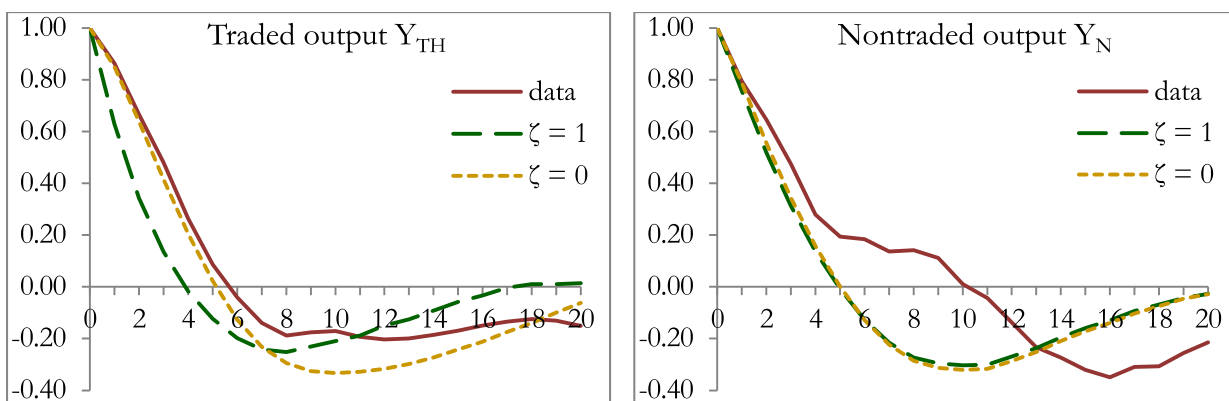 Traded output Y_TH
1.00
0.80
0.60
0.40
0.20
0.00
-0.20
-0.40
0 2 4 6 8 10 12 14 16 18 20
data
ζ = 1
ζ = 0
Nontraded output Y_N
1.00
0.80
0.60
0.40
0.20
0.00
-0.20
-0.40
0 2 4 6 8 10 12 14 16 18 20
data
ζ = 1
ζ = 0